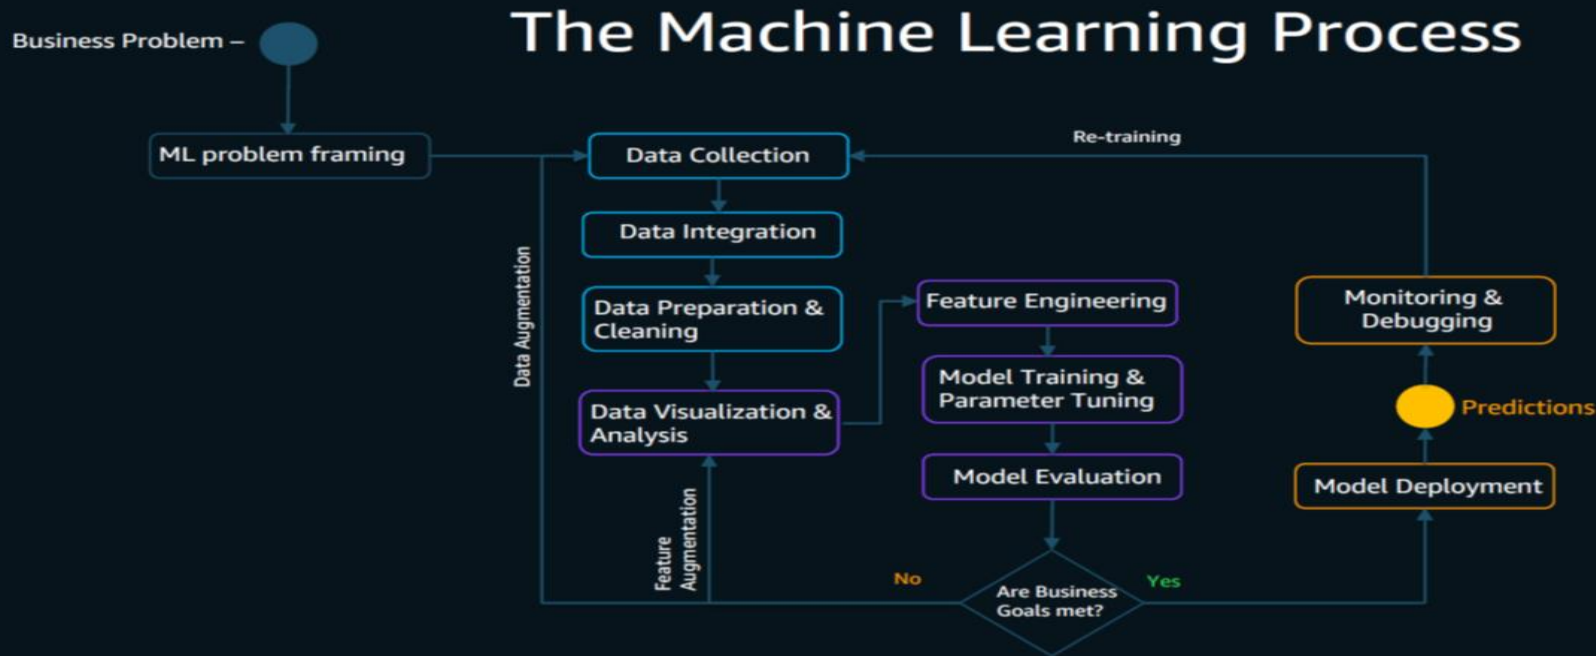 The Machine Learning Process
Business Problem –
ML problem framing
Data Collection
Re-training
Data Integration
Data Preparation &
Cleaning
Data Visualization &
Analysis
Data Augmentation
Feature
Augmentation
Feature Engineering
Model Training &
Parameter Tuning
Model Evaluation
Are Business
Goals met?
No
Yes
Model Deployment
Predictions
Monitoring &
Debugging